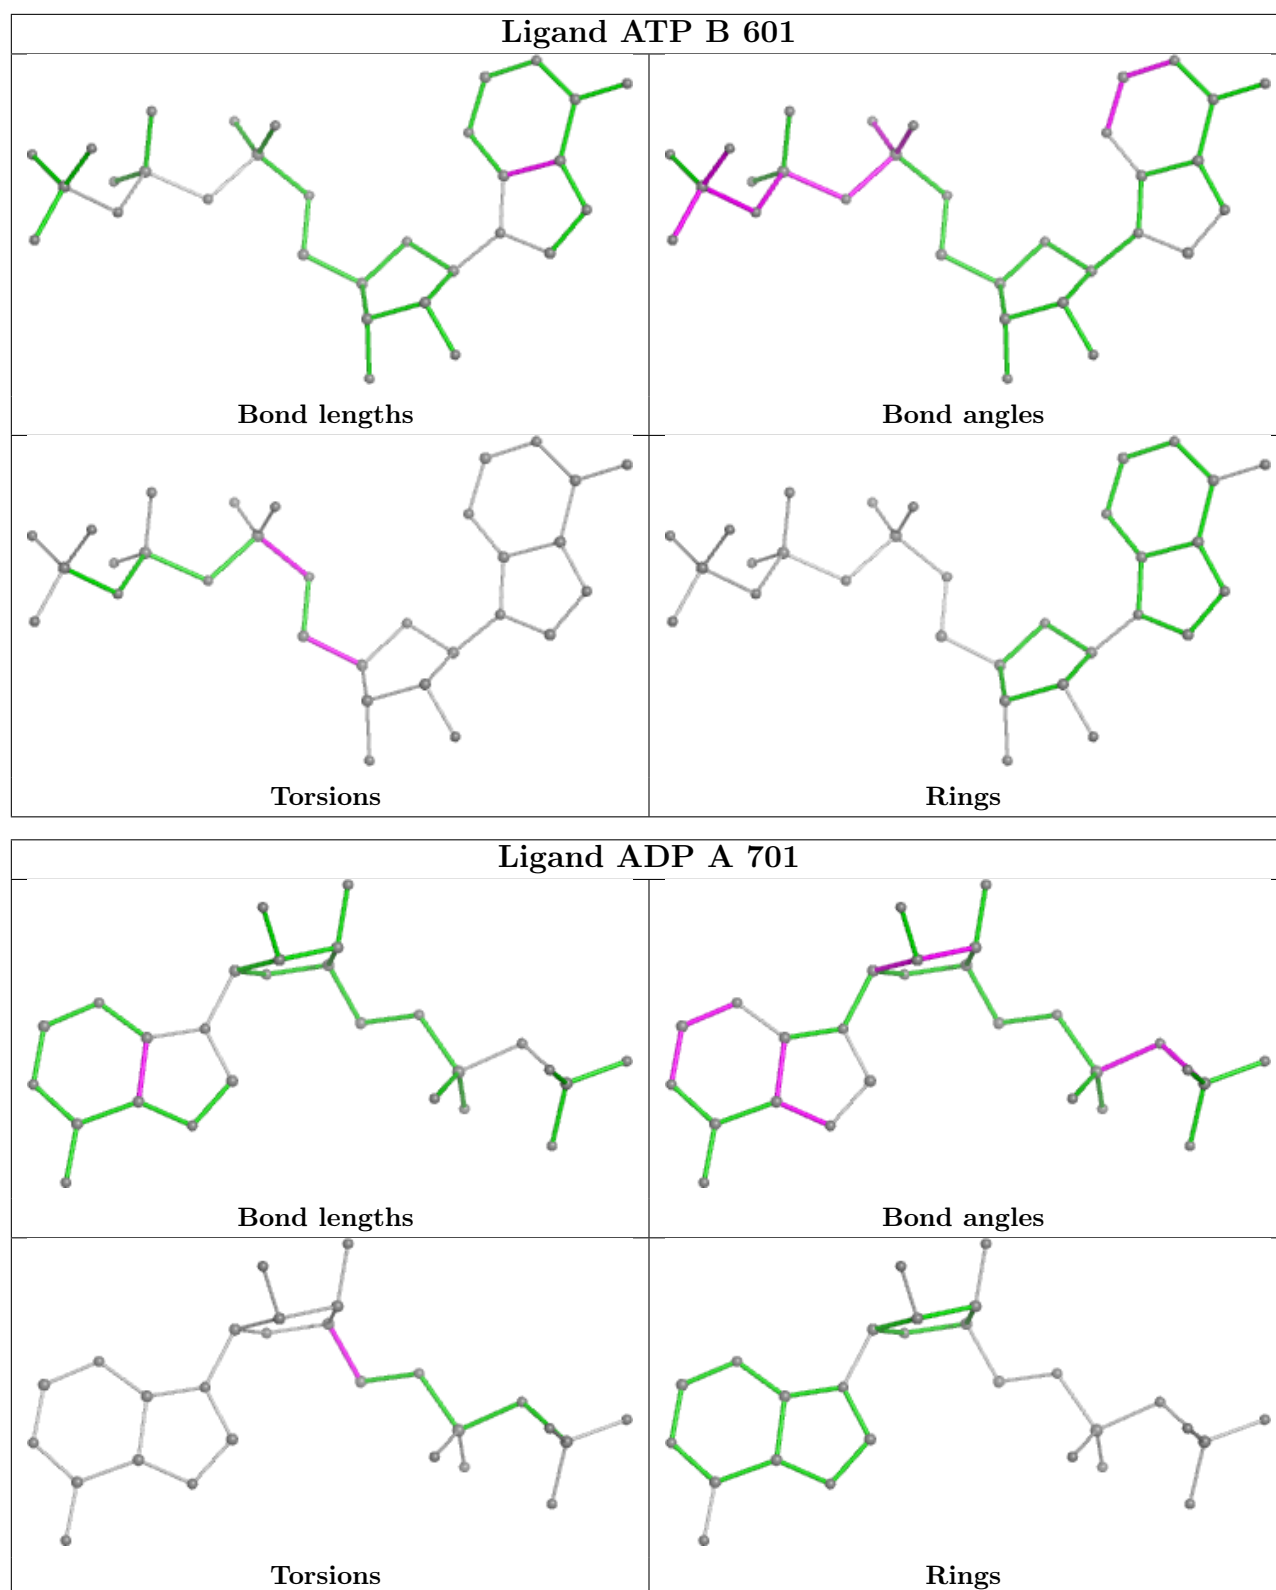 Ligand ATP B 601
Bond lengths
Bond angles
Torsions
Rings
Ligand ADP A 701
Bond lengths
Bond angles
Torsions
Rings